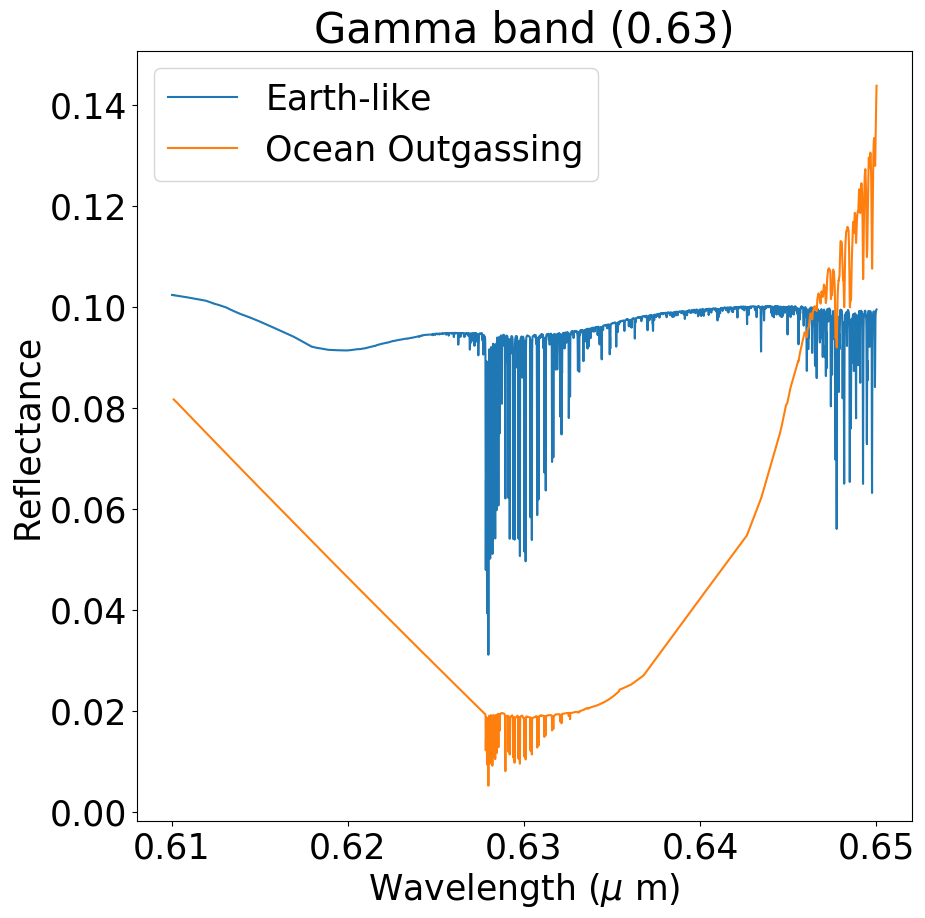 Gamma band (0.63)
Earth-like
Ocean Outgassing
Reflectance
0.14
0.12
0.10
0.08
0.06
0.04
0.02
0.00
0.61 0.62 0.63 0.64 0.65
Wavelength (μ m)